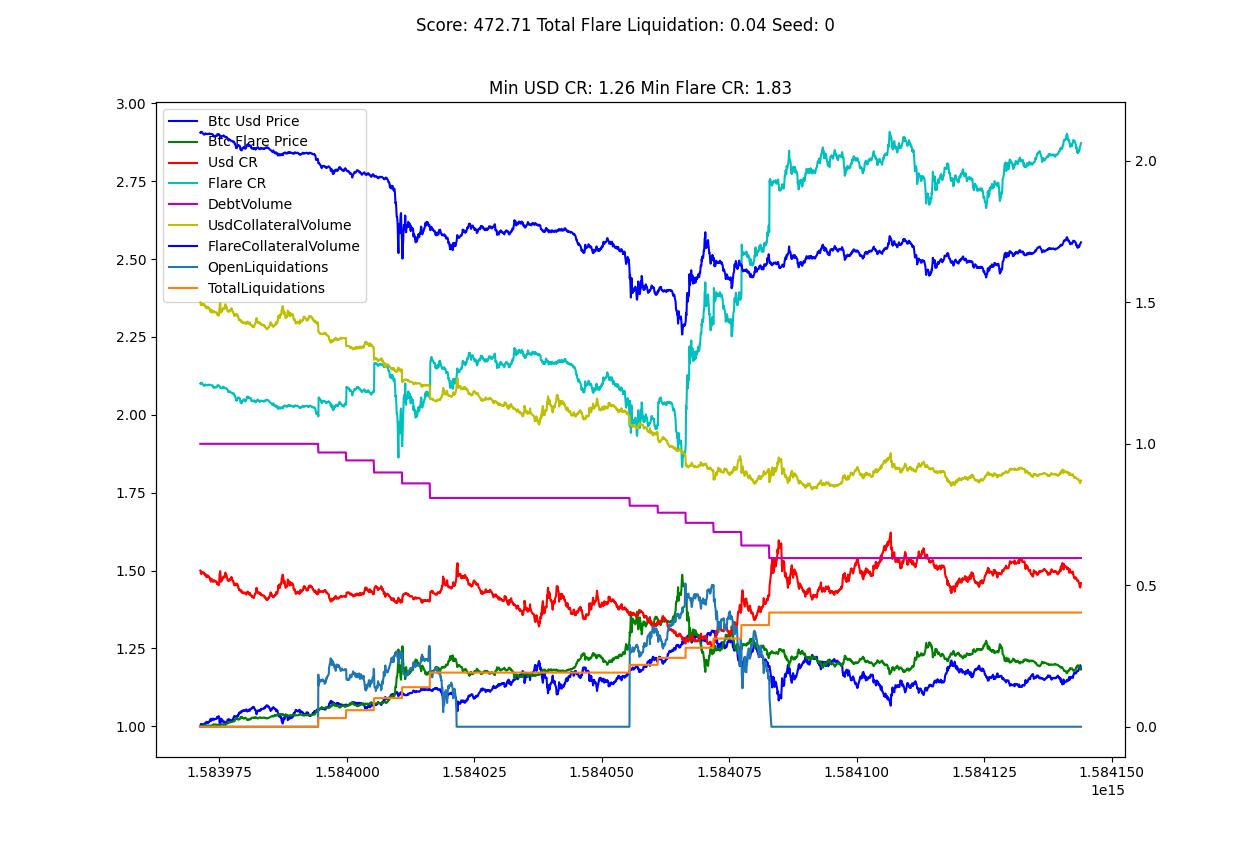 Score: 472.71 Total Flare Liquidation: 0.04 Seed: 0
Min USD CR: 1.26 Min Flare CR: 1.83
Btc Usd Price
Btc Flare Price
Usd CR
Flare CR
DebtVolume
UsdCollateralVolume
FlareCollateralVolume
OpenLiquidations
TotalLiquidations
3.00
2.75
2.50
2.25
2.00
1.75
1.50
1.25
1.00
2.0
1.5
1.0
0.5
0.0
1.583975 1.584000 1.584025 1.584050 1.584075 1.584100 1.584125 1.584150
1e15